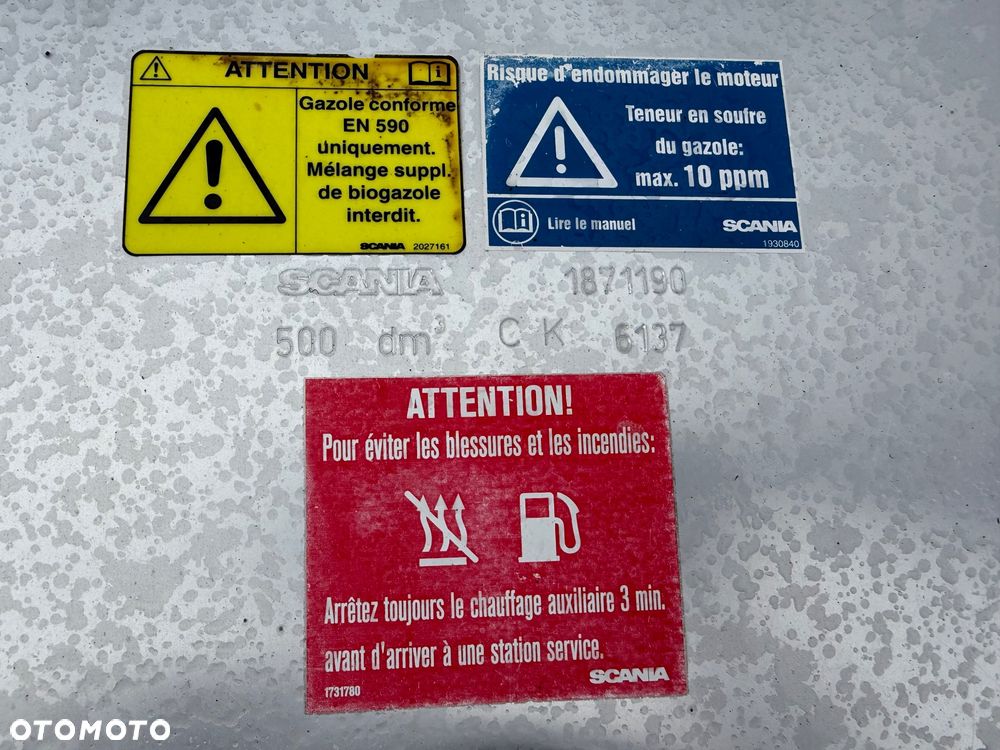 ATTENTION
Gazole conforme
EN 590
uniquement.
Mélange suppl.
de biogazole
interdit.
SCANIA 2027161
Risque d'endommager le moteur
Teneur en soufre
du gazole:
max. 10 ppm
Lire le manuel
SCANIA
1930840
SCANIA 1871190
500 dm³ C K 6137
ATTENTION!
Pour éviter les blessures et les incendies:
Arrêtez toujours le chauffage auxiliaire 3 min.
avant d'arriver à une station service.
SCANIA
1731780
OTOMOTO